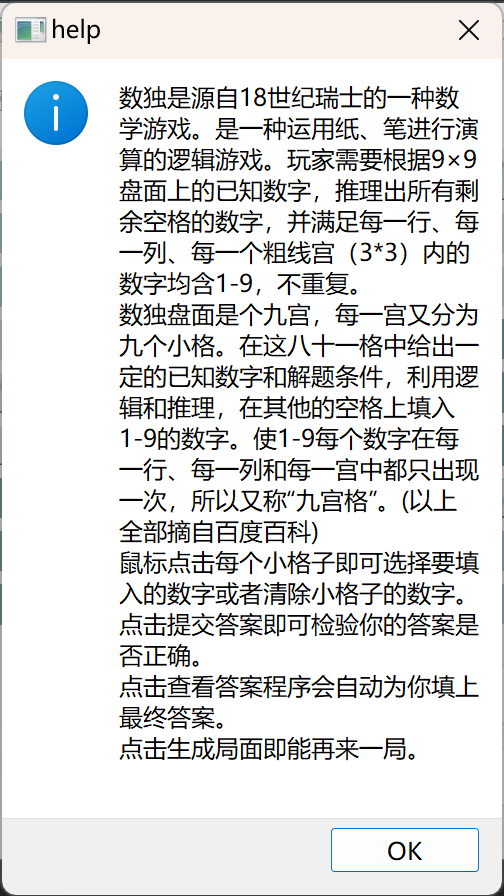 help
数独是源自18世纪瑞士的一种数
学游戏。是一种运用纸、笔进行演
算的逻辑游戏。玩家需要根据9×9
盘面上的已知数字，推理出所有剩
余空格的数字，并满足每一行、每
一列、每一个粗线宫（3*3）内的
数字均含1-9，不重复。
数独盘面是个九宫，每一宫又分为
九个小格。在这八十一格中给出一
定的已知数字和解题条件，利用逻
辑和推理，在其他的空格上填入
1-9的数字。使1-9每个数字在每
一行、每一列和每一宫中都只出现
一次，所以又称“九宫格”。(以上
全部摘自百度百科)
鼠标点击每个小格子即可选择要填
入的数字或者清除小格子的数字。
点击提交答案即可检验你的答案是
否正确。
点击查看答案程序会自动为你填上
最终答案。
点击生成局面即能再来一局。
OK